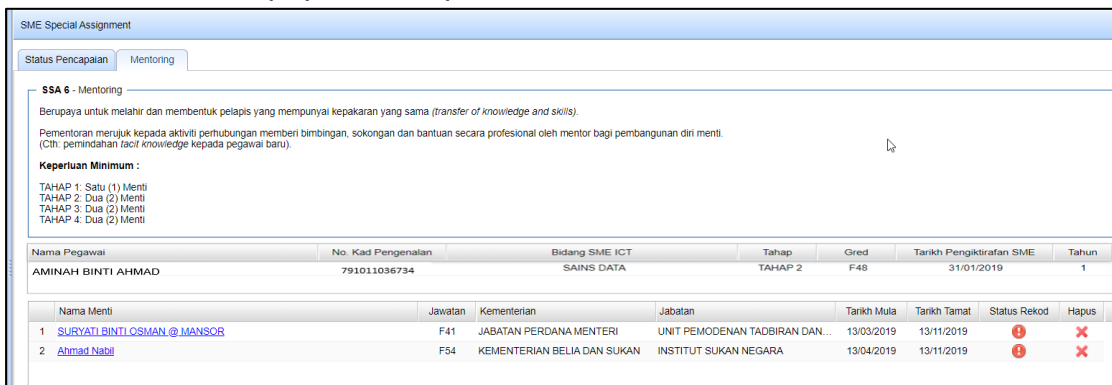 SME Special Assignment
Status Pencapaian Mentoring
SSA 6 - Mentoring
Berupaya untuk melahir dan membentuk pelapis yang mempunyai kepakaran yang sama (transfer of knowledge and skills).
Pementoran merujuk kepada aktiviti perhubungan memberi bimbingan, sokongan dan bantuan secara profesional oleh mentor bagi pembangunan diri menti.
(Cth: pemindahan tacit knowledge kepada pegawai baru).
Keperluan Minimum :
TAHAP 1: Satu (1) Menti
TAHAP 2: Dua (2) Menti
TAHAP 3: Dua (2) Menti
TAHAP 4: Dua (2) Menti
Nama Pegawai No. Kad Pengenalan Bidang SME ICT Tahap Gred Tarikh Pengiktirafan SME Tahun
AMINAH BINTI AHMAD 791011036734 SAINS DATA TAHAP 2 F48 31/01/2019 1
Nama Menti Jawatan Kementerian Jabatan Tarikh Mula Tarikh Tamat Status Rekod Hapus
1 SURYATI BINTI OSMAN @ MANSOR F41 JABATAN PERDANA MENTERI UNIT PEMODENAN TADBIRAN DAN... 13/03/2019 13/11/2019
2 Ahmad Nabil F54 KEMENTERIAN BELIA DAN SUKAN INSTITUT SUKAN NEGARA 13/04/2019 13/11/2019